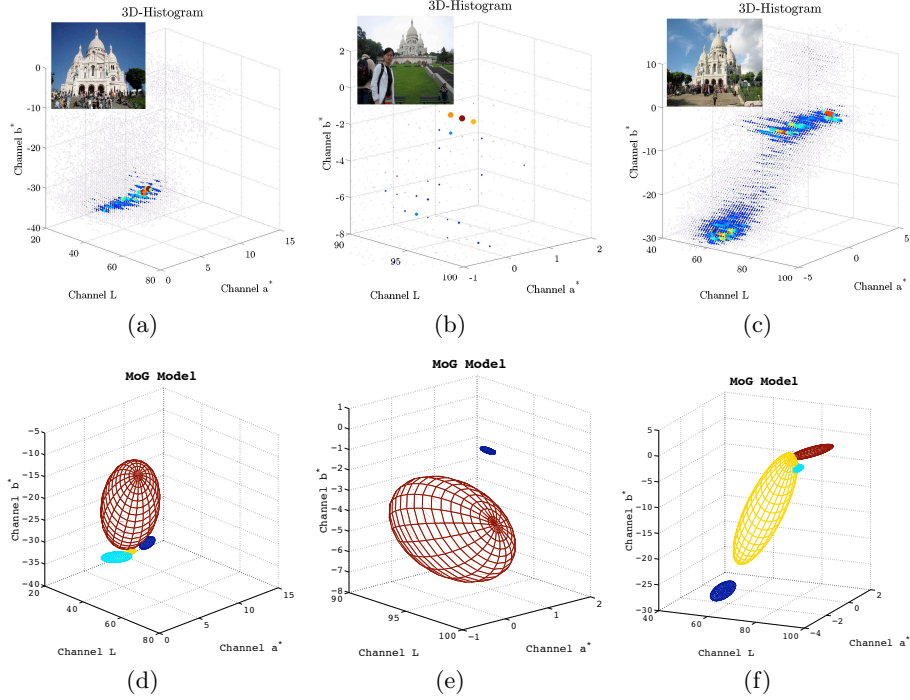 3D-Histogram
Channel b*
0
-10
-20
-30
-40
20
40
60
80
0
5
10
15
Channel L
Channel a*
(a)
3D-Histogram
Channel b*
2
0
-2
-4
-6
-8
90
95
100
-1
0
1
2
Channel L
Channel a*
(b)
3D-Histogram
Channel b*
10
0
-10
-20
-30
40
60
80
100
-5
0
5
Channel L
Channel a*
(c)
MoG Model
Channel b*
-5
-10
-15
-20
-25
-30
-35
-40
20
40
60
80
0
5
10
15
Channel L
Channel a*
(d)
MoG Model
Channel b*
1
0
-1
-2
-3
-4
-5
-6
-7
-8
90
95
100
-1
0
1
2
Channel L
Channel a*
(e)
MoG Model
Channel b*
5
0
-5
-10
-15
-20
-25
-30
40
60
80
100
-4
-2
0
2
Channel L
Channel a*
(f)